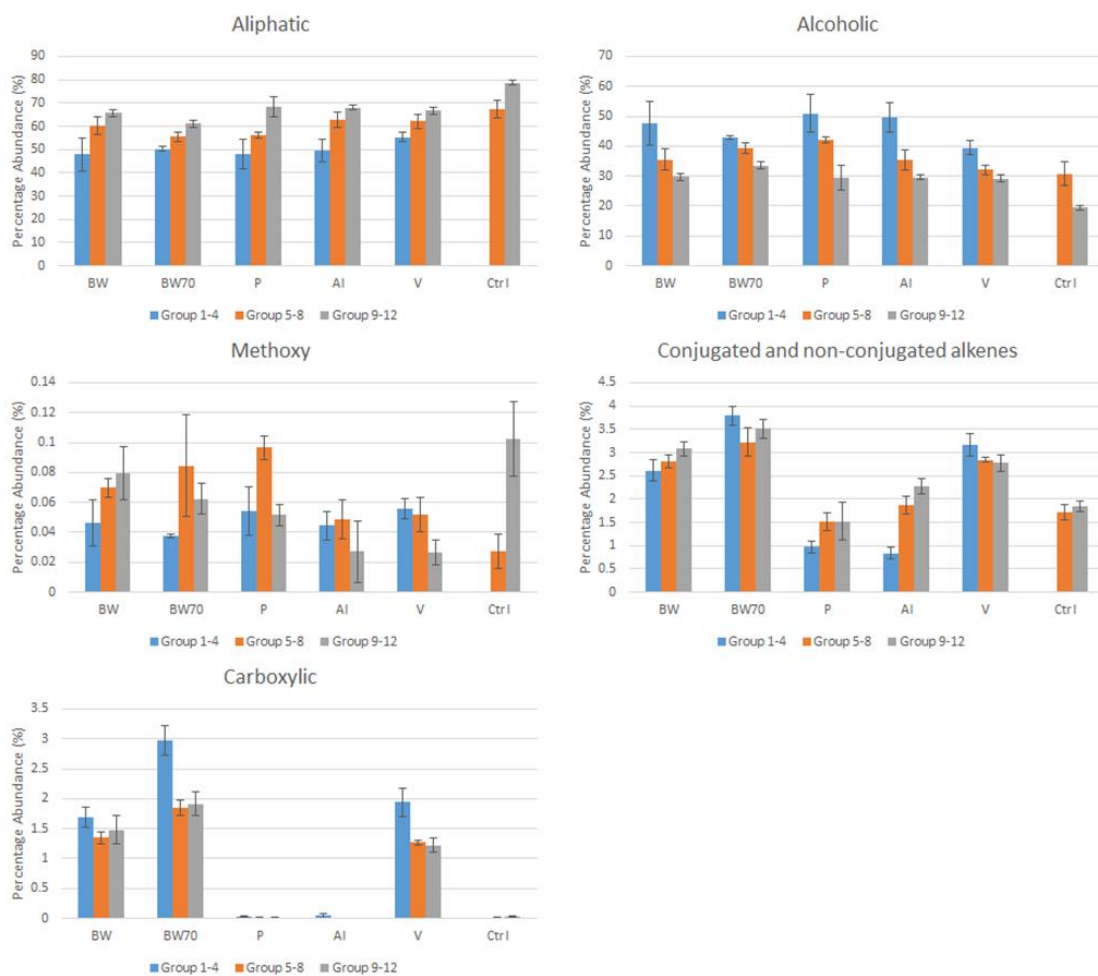 Aliphatic
Percentage Abundance (%)
90
80
70
60
50
40
30
20
10
0
BW BW70 P AI V Ctrl
Group 1-4 Group 5-8 Group 9-12
Alcoholic
Percentage Abundance (%)
70
60
50
40
30
20
10
0
BW BW70 P AI V Ctrl
Group 1-4 Group 5-8 Group 9-12
Methoxy
Percentage Abundance (%)
0.14
0.12
0.1
0.08
0.06
0.04
0.02
0
BW BW70 P AI V Ctrl
Group 1-4 Group 5-8 Group 9-12
Conjugated and non-conjugated alkenes
Percentage Abundance (%)
4.5
4
3.5
3
2.5
2
1.5
1
0.5
0
BW BW70 P AI V Ctrl
Group 1-4 Group 5-8 Group 9-12
Carboxylic
Percentage Abundance (%)
3.5
3
2.5
2
1.5
1
0.5
0
BW BW70 P AI V Ctrl
Group 1-4 Group 5-8 Group 9-12